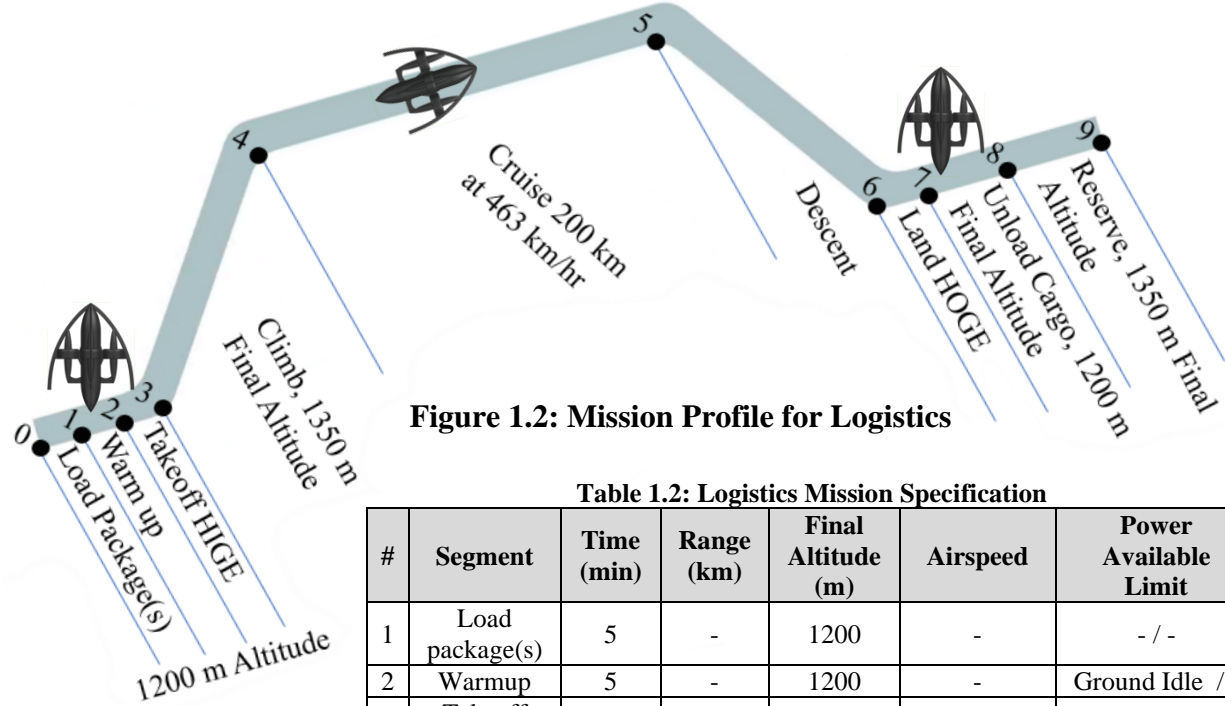 0
1
2
3
4
5
6
7
8
9
Load Package(s)
Warm up
Takeoff HIGE
1200 m Altitude
Climb, 1350 m
Final Altitude
Cruise 200 km
at 463 km/hr
Descent
Land HOGE
Unload Cargo, 1200 m
Final Altitude
Reserve, 1350 m Final
Altitude
Figure 1.2: Mission Profile for Logistics
Table 1.2: Logistics Mission Specification
# Segment Time (min) Range (km) Final Altitude (m) Airspeed Power Available Limit
1 Load package(s) 5 - 1200 - - / -
2 Warmup 5 - 1200 - Ground Idle /